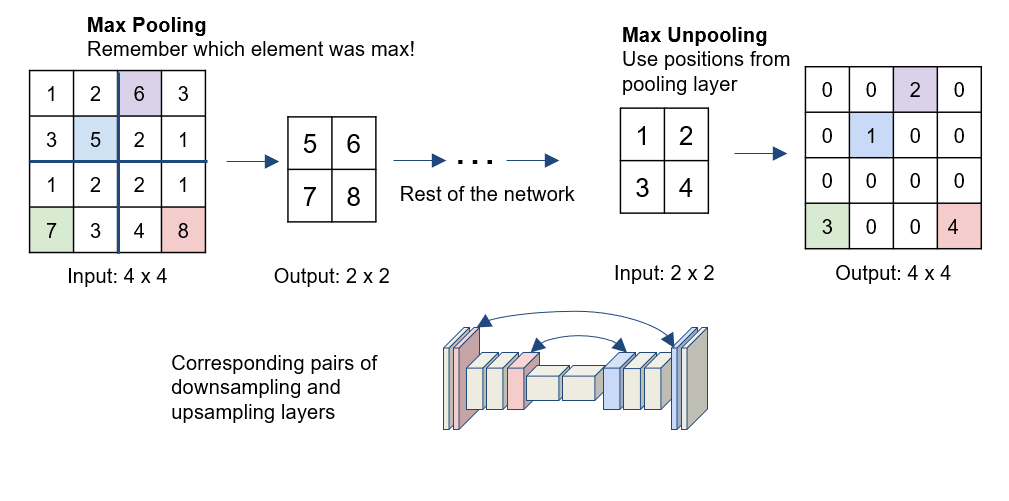 Max Pooling
Remember which element was max!
1 2 6 3
3 5 2 1
1 2 2 1
7 3 4 8
Input: 4 x 4
5 6
7 8
Output: 2 x 2
...
Rest of the network
Max Unpooling
Use positions from
pooling layer
1 2
3 4
Input: 2 x 2
0 0 2 0
0 1 0 0
0 0 0 0
3 0 0 4
Output: 4 x 4
Corresponding pairs of
downsampling and
upsampling layers